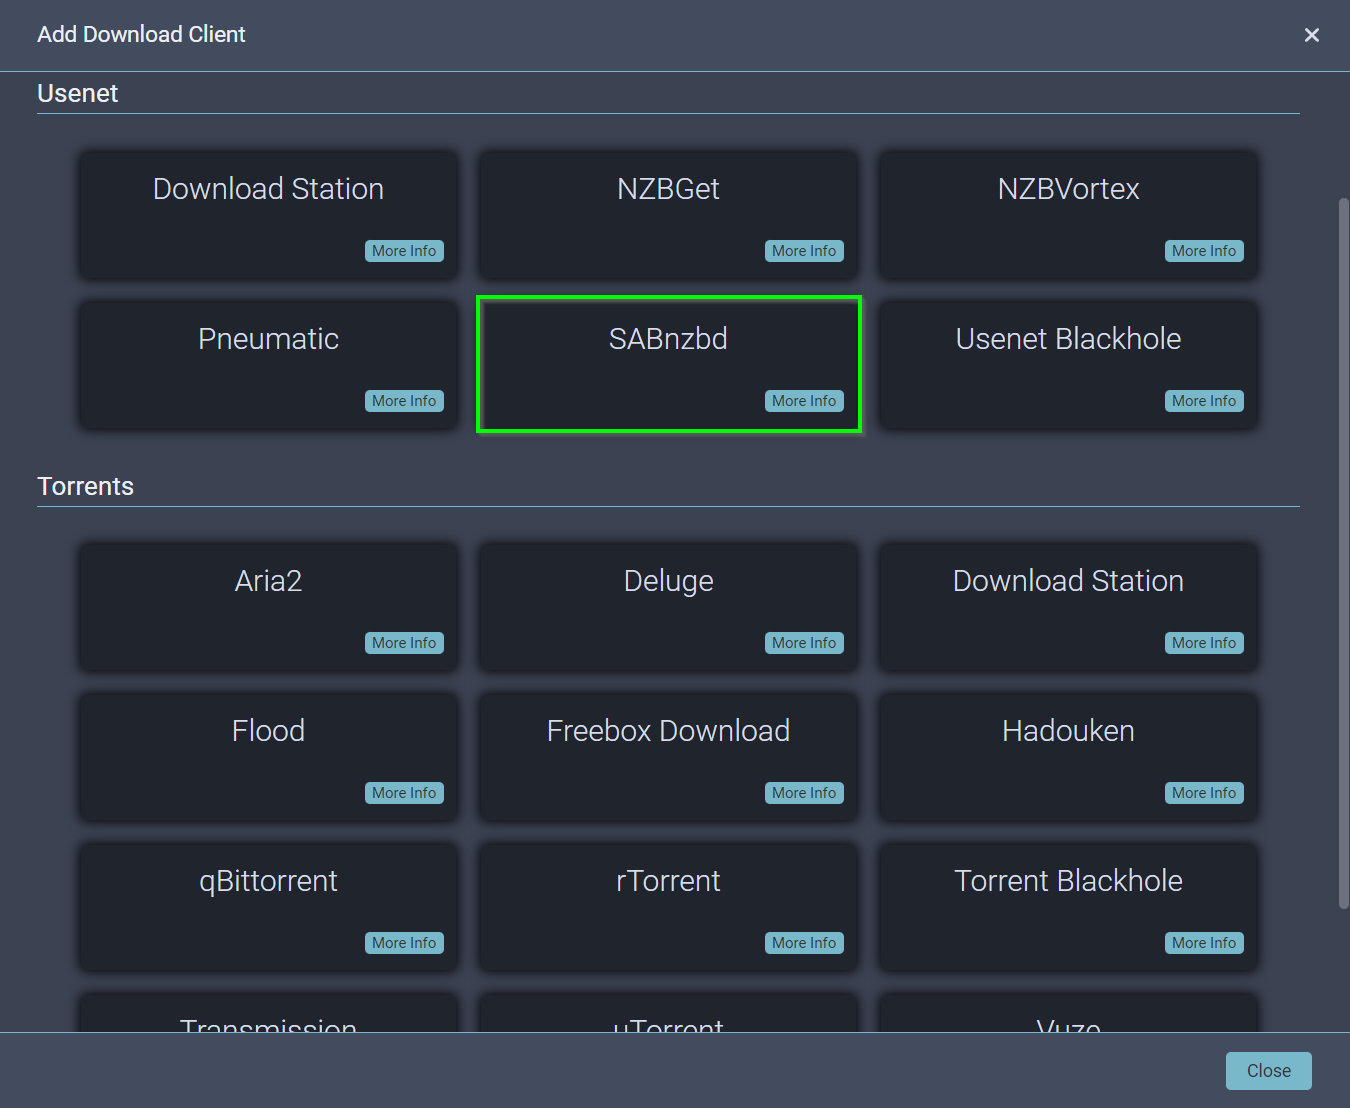 Add Download Client
Usenet
Download Station
NZBGet
NZBVortex
More Info
More Info
More Info
Pneumatic
SABnzbd
Usenet Blackhole
More Info
More Info
More Info
Torrents
Aria2
Deluge
Download Station
More Info
More Info
More Info
Flood
Freebox Download
Hadouken
More Info
More Info
More Info
qBittorrent
rTorrent
Torrent Blackhole
More Info
More Info
More Info
Transmission
uTorrent
Vuze
Close